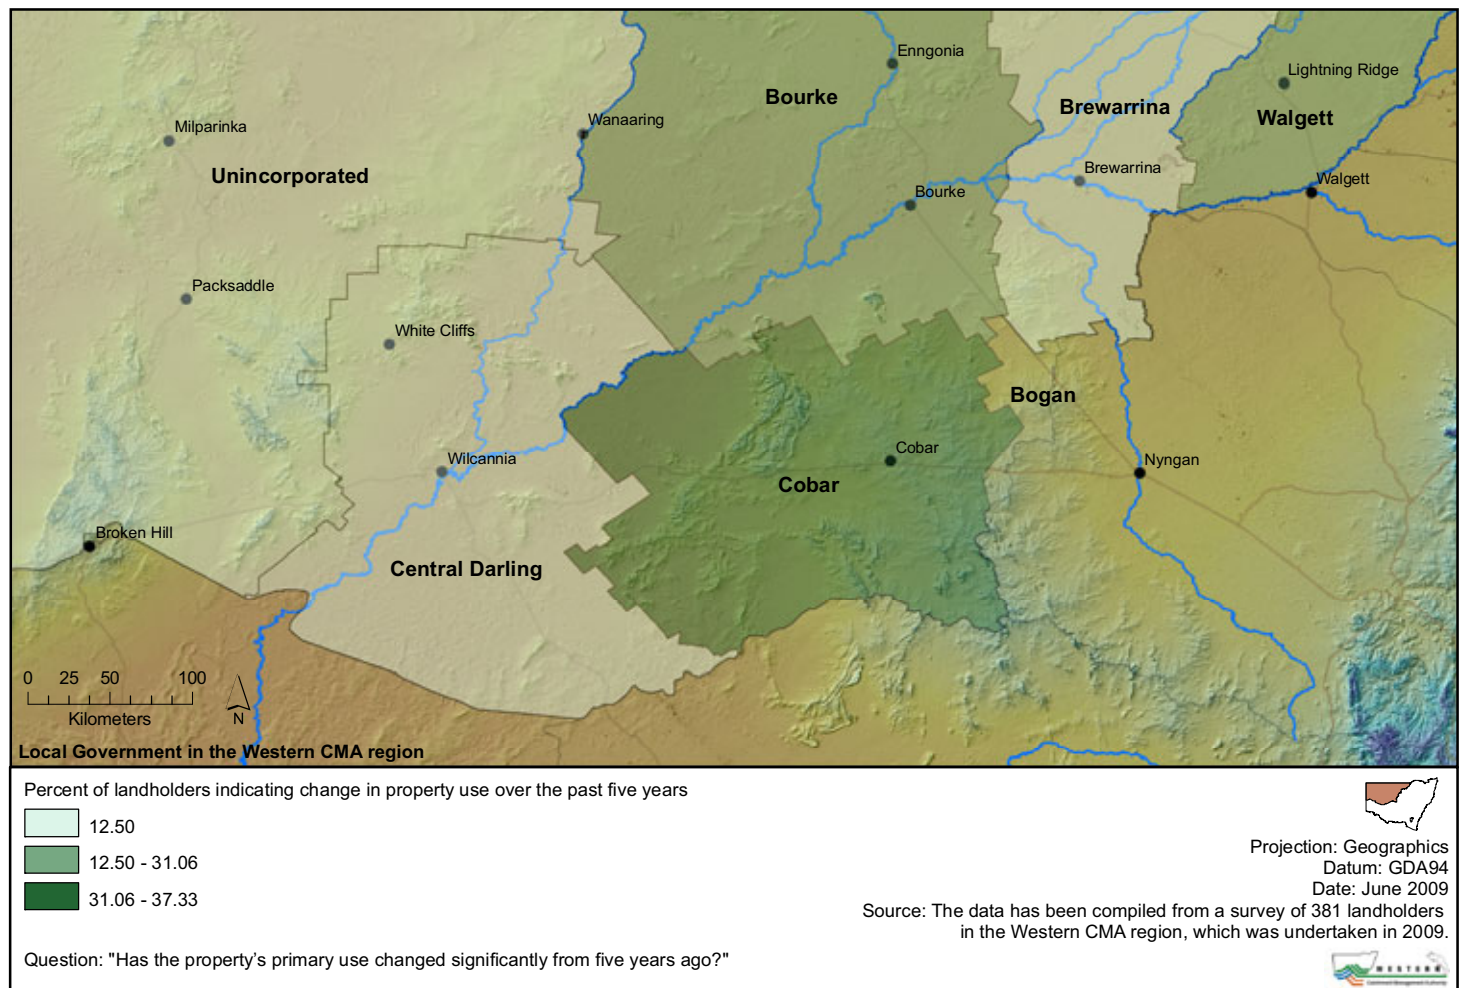 Enngonia
Lightning Ridge
Bourke
Brewarrina
Walgett
Wanaaring
Milparinka
Unincorporated
Brewarrina
Walgett
Bourke
Packsaddle
White Cliffs
Bogan
Wilcannia
Cobar
Nyngan
Cobar
Broken Hill
Central Darling
0 25 50 100
Kilometers
N
Local Government in the Western CMA region
Percent of landholders indicating change in property use over the past five years
12.50
12.50 - 31.06
31.06 - 37.33
Projection: Geographics
Datum: GDA94
Date: June 2009
Source: The data has been compiled from a survey of 381 landholders
in the Western CMA region, which was undertaken in 2009.
Question: "Has the property's primary use changed significantly from five years ago?"
WESTERN